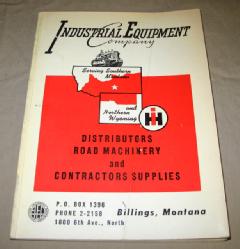 INDUSTRIAL EQUIPMENT
Company
Serving Southern
Montana
and
Northern
Wyoming
IH
DISTRIBUTORS
ROAD MACHINERY
and
CONTRACTORS SUPPLIES
P.O. BOX 1396
PHONE 2-2158
1860 6th Ave., North
Billings, Montana